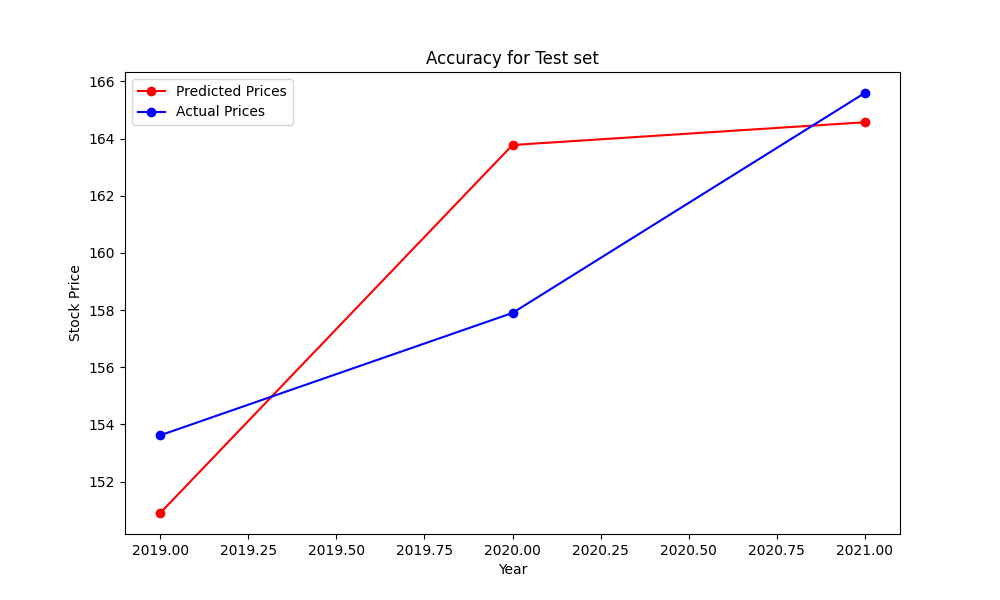 Accuracy for Test set
Predicted Prices
Actual Prices
166
164
162
160
158
156
154
152
Stock Price
2019.00 2019.25 2019.50 2019.75 2020.00 2020.25 2020.50 2020.75 2021.00
Year